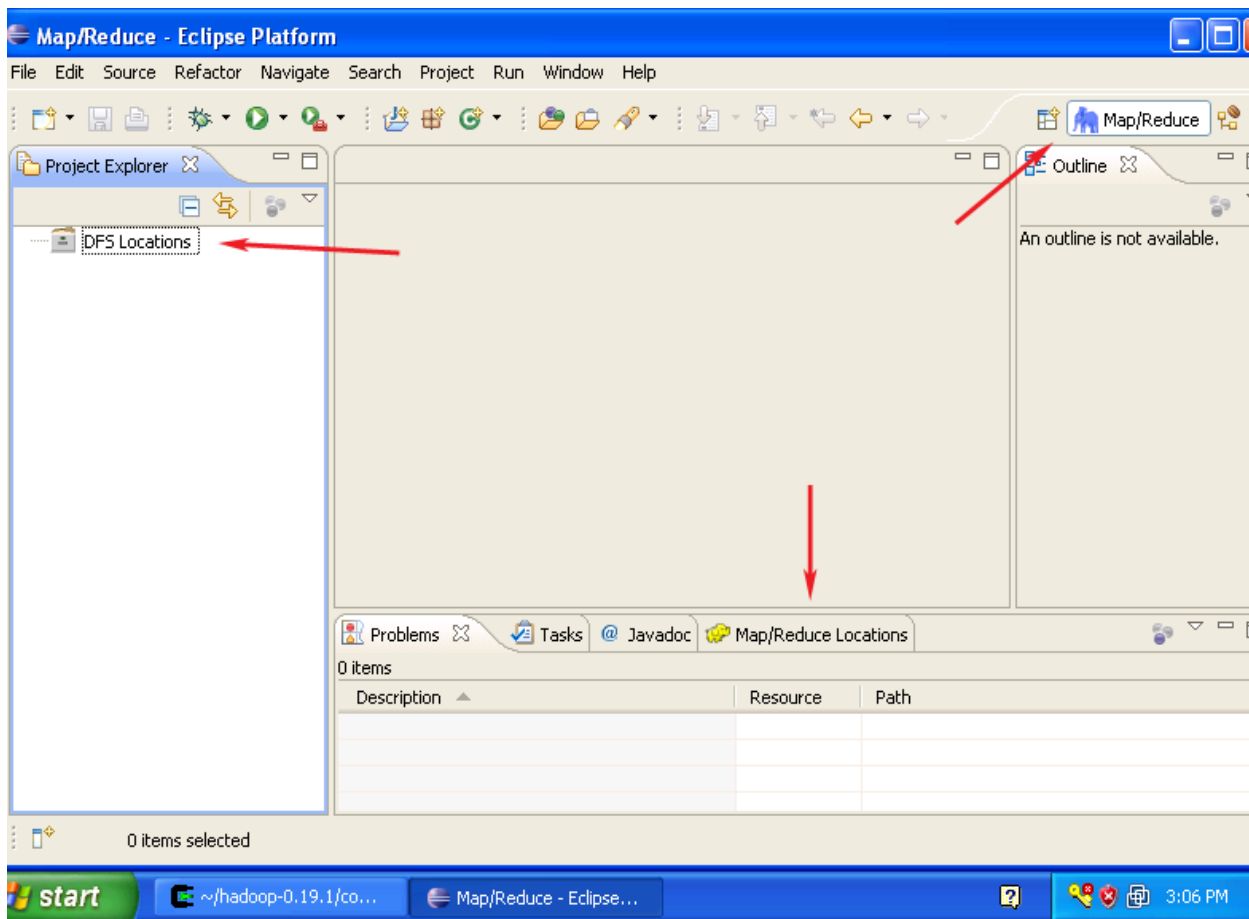 Map/Reduce - Eclipse Platform
File Edit Source Refactor Navigate Search Project Run Window Help
Map/Reduce
Project Explorer
Outline
DFS Locations
An outline is not available.
Problems
Tasks
@ Javadoc
Map/Reduce Locations
0 items
Description
Resource
Path
0 items selected
start
~/hadoop-0.19.1/co...
Map/Reduce - Eclipse...
3:06 PM